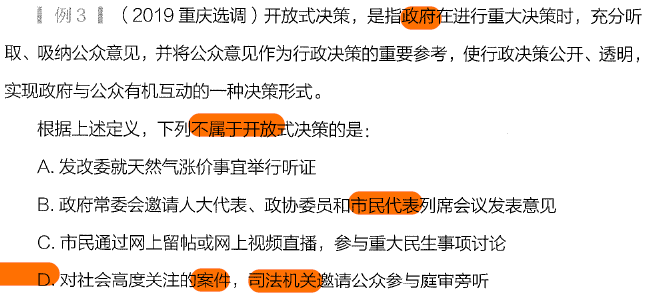 【例3】（2019重庆选调）开放式决策，是指政府在进行重大决策时，充分听
取、吸纳公众意见，并将公众意见作为行政决策的重要参考，使行政决策公开、透明，
实现政府与公众有机互动的一种决策形式。
根据上述定义，下列不属于开放式决策的是：
A. 发改委就天然气涨价事宜举行听证
B. 政府常委会邀请人大代表、政协委员和市民代表列席会议发表意见
C. 市民通过网上留帖或网上视频直播，参与重大民生事项讨论
D. 对社会高度关注的案件，司法机关邀请公众参与庭审旁听